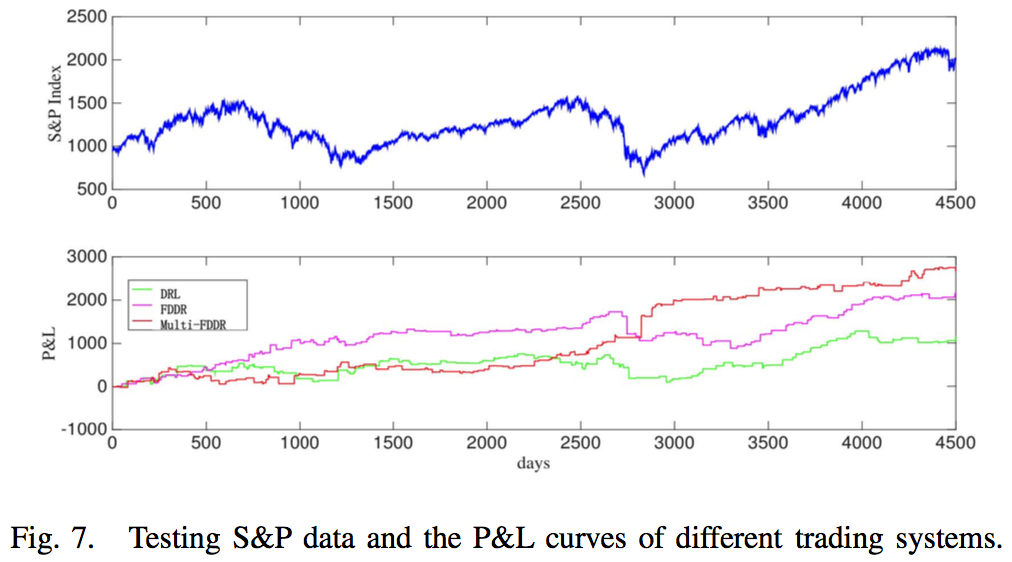 2500
2000
1500
1000
500
S&P Index
0 500 1000 1500 2000 2500 3000 3500 4000 4500
3000
2000
1000
0
-1000
P&L
DRL
FDDR
Multi-FDDR
0 500 1000 1500 2000 2500 3000 3500 4000 4500
days
Fig. 7. Testing S&P data and the P&L curves of different trading systems.